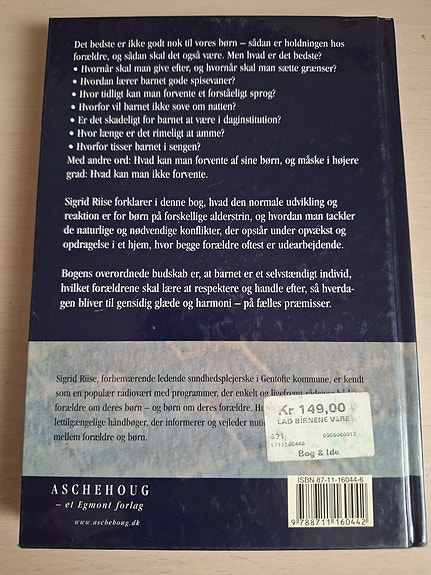 Det bedste er ikke godt nok til vores børn – sådan er holdningen hos
forældre, og sådan skal det også være. Men hvad er det bedste?
• Hvornår skal man give efter, og hvornår skal man sætte grænser?
• Hvordan lærer barnet gode spisevaner?
• Hvor tidligt kan man forvente et forståeligt sprog?
• Hvorfor vil barnet ikke sove om natten?
• Er det skadeligt for barnet at være i daginstitution?
• Hvor længe er det rimeligt at amme?
• Hvorfor tisser barnet i sengen?
Med andre ord: Hvad kan man forvente af sine børn, og måske i højere
grad: Hvad kan man ikke forvente.
Sigrid Riise forklarer i denne bog, hvad den normale udvikling og
reaktion er for børn på forskellige alderstrin, og hvordan man tackler
de naturlige og nødvendige konflikter, der opstår under opvækst og
opdragelse i et hjem, hvor begge forældre oftest er udearbejdende.
Bogens overordnede budskab er, at barnet er et selvstændigt individ,
hvilket forældrene skal lære at respektere og handle efter, så hverda-
gen bliver til gensidig glæde og harmoni – på fælles præmisser.
Sigrid Riise, forhenværende ledende sundhedsplejerske i Gentofte kommune, er kendt
som en populær radiovært med programmer, der enkelt og livsfremt
forældre om deres børn – og børn om deres forældre.
lettilgængelige håndbøger, der informerer og vejleder
mellem forældre og børn.
Kr 149,00
LAD BØRNENE VÆRE
671
0000000012
6711160448
Bog & Ide
ASCHEHOUG
– et Egmont forlag
www.aschehoug.dk
ISBN 87-11-16044-6
9 788711 160442